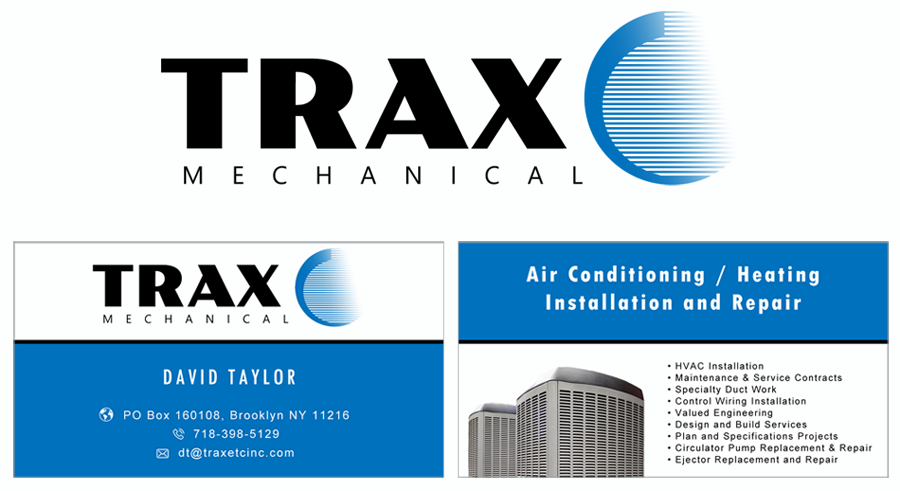 TRAX
MECHANICAL
TRAX
MECHANICAL
DAVID TAYLOR
PO Box 160108, Brooklyn NY 11216
718-398-5129
dt@traxetcinc.com
Air Conditioning / Heating
Installation and Repair
• HVAC Installation
• Maintenance & Service Contracts
• Specialty Duct Work
• Control Wiring Installation
• Valued Engineering
• Design and Build Services
• Plan and Specifications Projects
• Circulator Pump Replacement & Repair
• Ejector Replacement and Repair